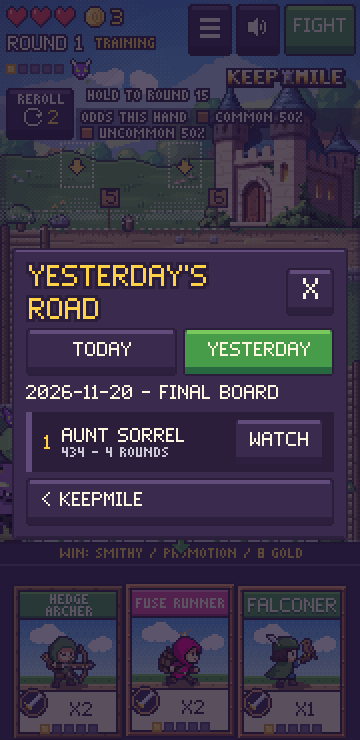 3
FIGHT
ROUND 1 TRAINING
KEEPMILE
HOLD TO ROUND 15
REROLL
2
ODDS THIS HAND COMMON 50%
UNCOMMON 50%
5 6
YESTERDAY'S
ROAD
X
TODAY YESTERDAY
2026-11-20 - FINAL BOARD
1 AUNT SORREL
434 - 4 ROUNDS
WATCH
< KEEPMILE
WIN: SMITHY / PROMOTION / 8 GOLD
HEDGE
ARCHER
FUSE RUNNER
FALCONER
X2 X2 X1